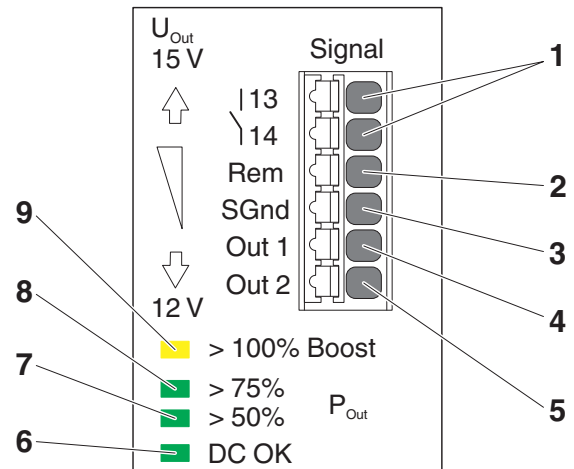 U Out
15 V
Signal
13
14
Rem
SGnd
Out 1
Out 2
12 V
> 100% Boost
> 75%
> 50%
P Out
DC OK
1
2
3
4
5
9
8
7
6